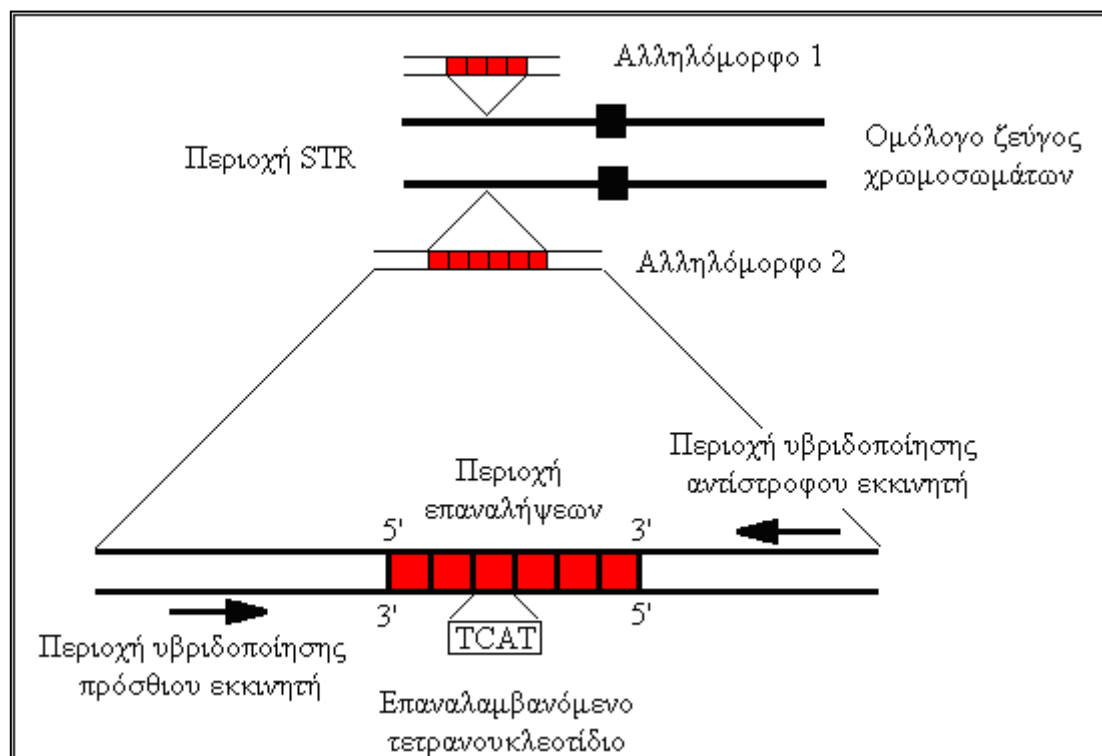 Αλληλόμορφο 1
Περιοχή STR
Ομόλογο ζεύγος
χρωμοσωμάτων
Αλληλόμορφο 2
Περιοχή υβριδοποίησης
αντίστροφου εκκινητή
Περιοχή
επαναλήψεων
5'
3'
3'
5'
TCAT
Περιοχή υβριδοποίησης
πρόσθιου εκκινητή
Επαναλαμβανόμενο
τετρανουκλεοτίδιο